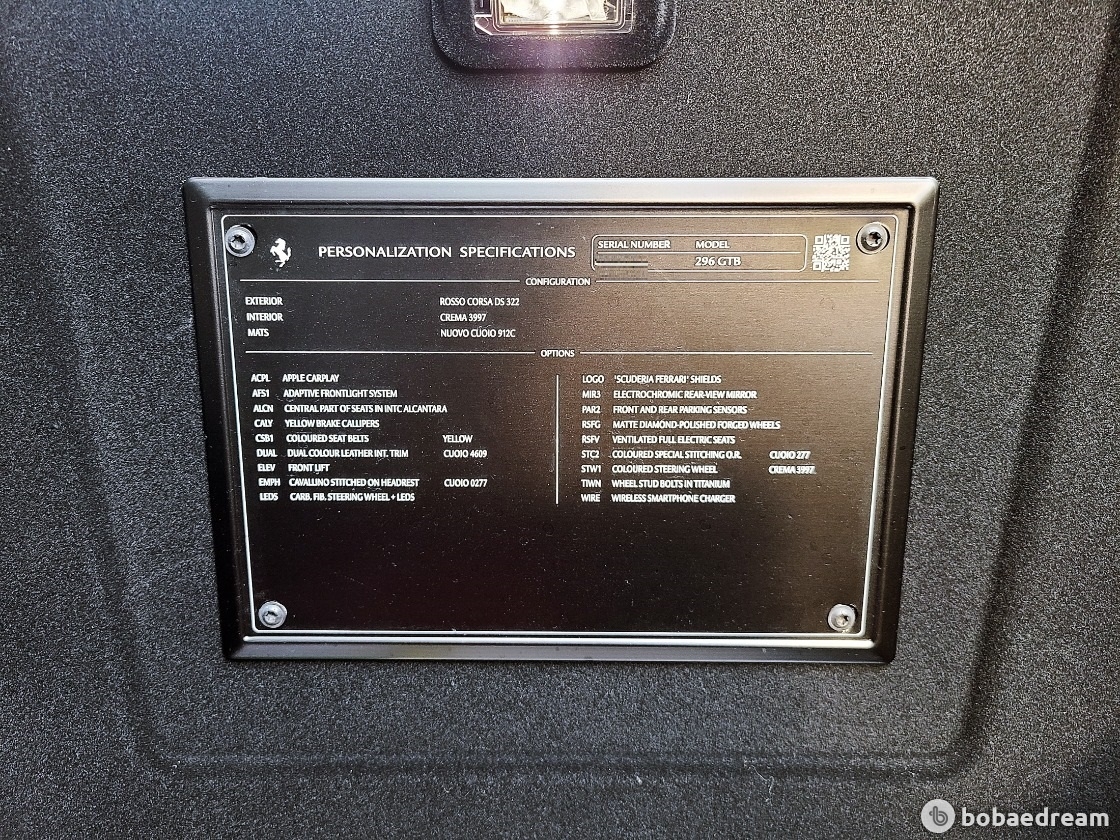 PERSONALIZATION SPECIFICATIONS
SERIAL NUMBER MODEL
296 GTB
CONFIGURATION
EXTERIOR ROSSO CORSA DS 322
INTERIOR CREMA 3997
MATS NUOVO CUOIO 912C
OPTIONS
ACPL APPLE CARPLAY
AFS1 ADAPTIVE FRONTLIGHT SYSTEM
ALCN CENTRAL PART OF SEATS IN INTC ALCANTARA
CALY YELLOW BRAKE CALLIPERS
CSB1 COLOURED SEAT BELTS YELLOW
DUAL DUAL COLOUR LEATHER INT. TRIM CUOIO 4609
ELEV FRONT LIFT
EMPH CAVALLINO STITCHED ON HEADREST CUOIO 0277
LEDS CARB. FIB. STEERING WHEEL + LEDS
LOGO 'SCUDERIA FERRARI' SHIELDS
MIR3 ELECTROCHROMIC REAR-VIEW MIRROR
PAR2 FRONT AND REAR PARKING SENSORS
RSFG MATTE DIAMOND-POLISHED FORGED WHEELS
RSFV VENTILATED FULL ELECTRIC SEATS
STC2 COLOURED SPECIAL STITCHING O.R. CUOIO 277
STW1 COLOURED STEERING WHEEL CREMA 3997
TIWN WHEEL STUD BOLTS IN TITANIUM
WIRE WIRELESS SMARTPHONE CHARGER
bobaedream